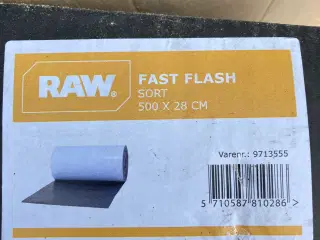 RAW®
FAST FLASH
SORT
500 X 28 CM
Varenr.: 9713555
5 710587 810286 >